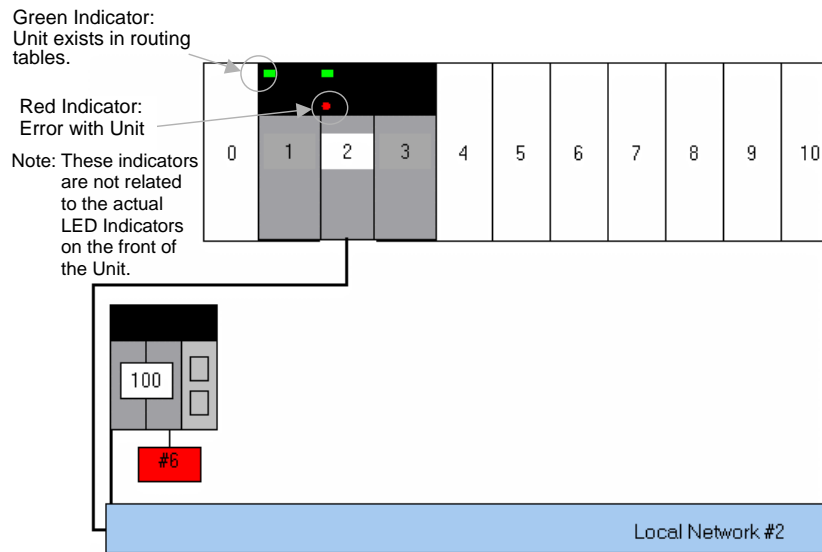 Green Indicator:
Unit exists in routing
tables.
Red Indicator:
Error with Unit
Note: These indicators
are not related
to the actual
LED Indicators
on the front of
the Unit.
0 1 2 3 4 5 6 7 8 9 10
100
#6
Local Network #2